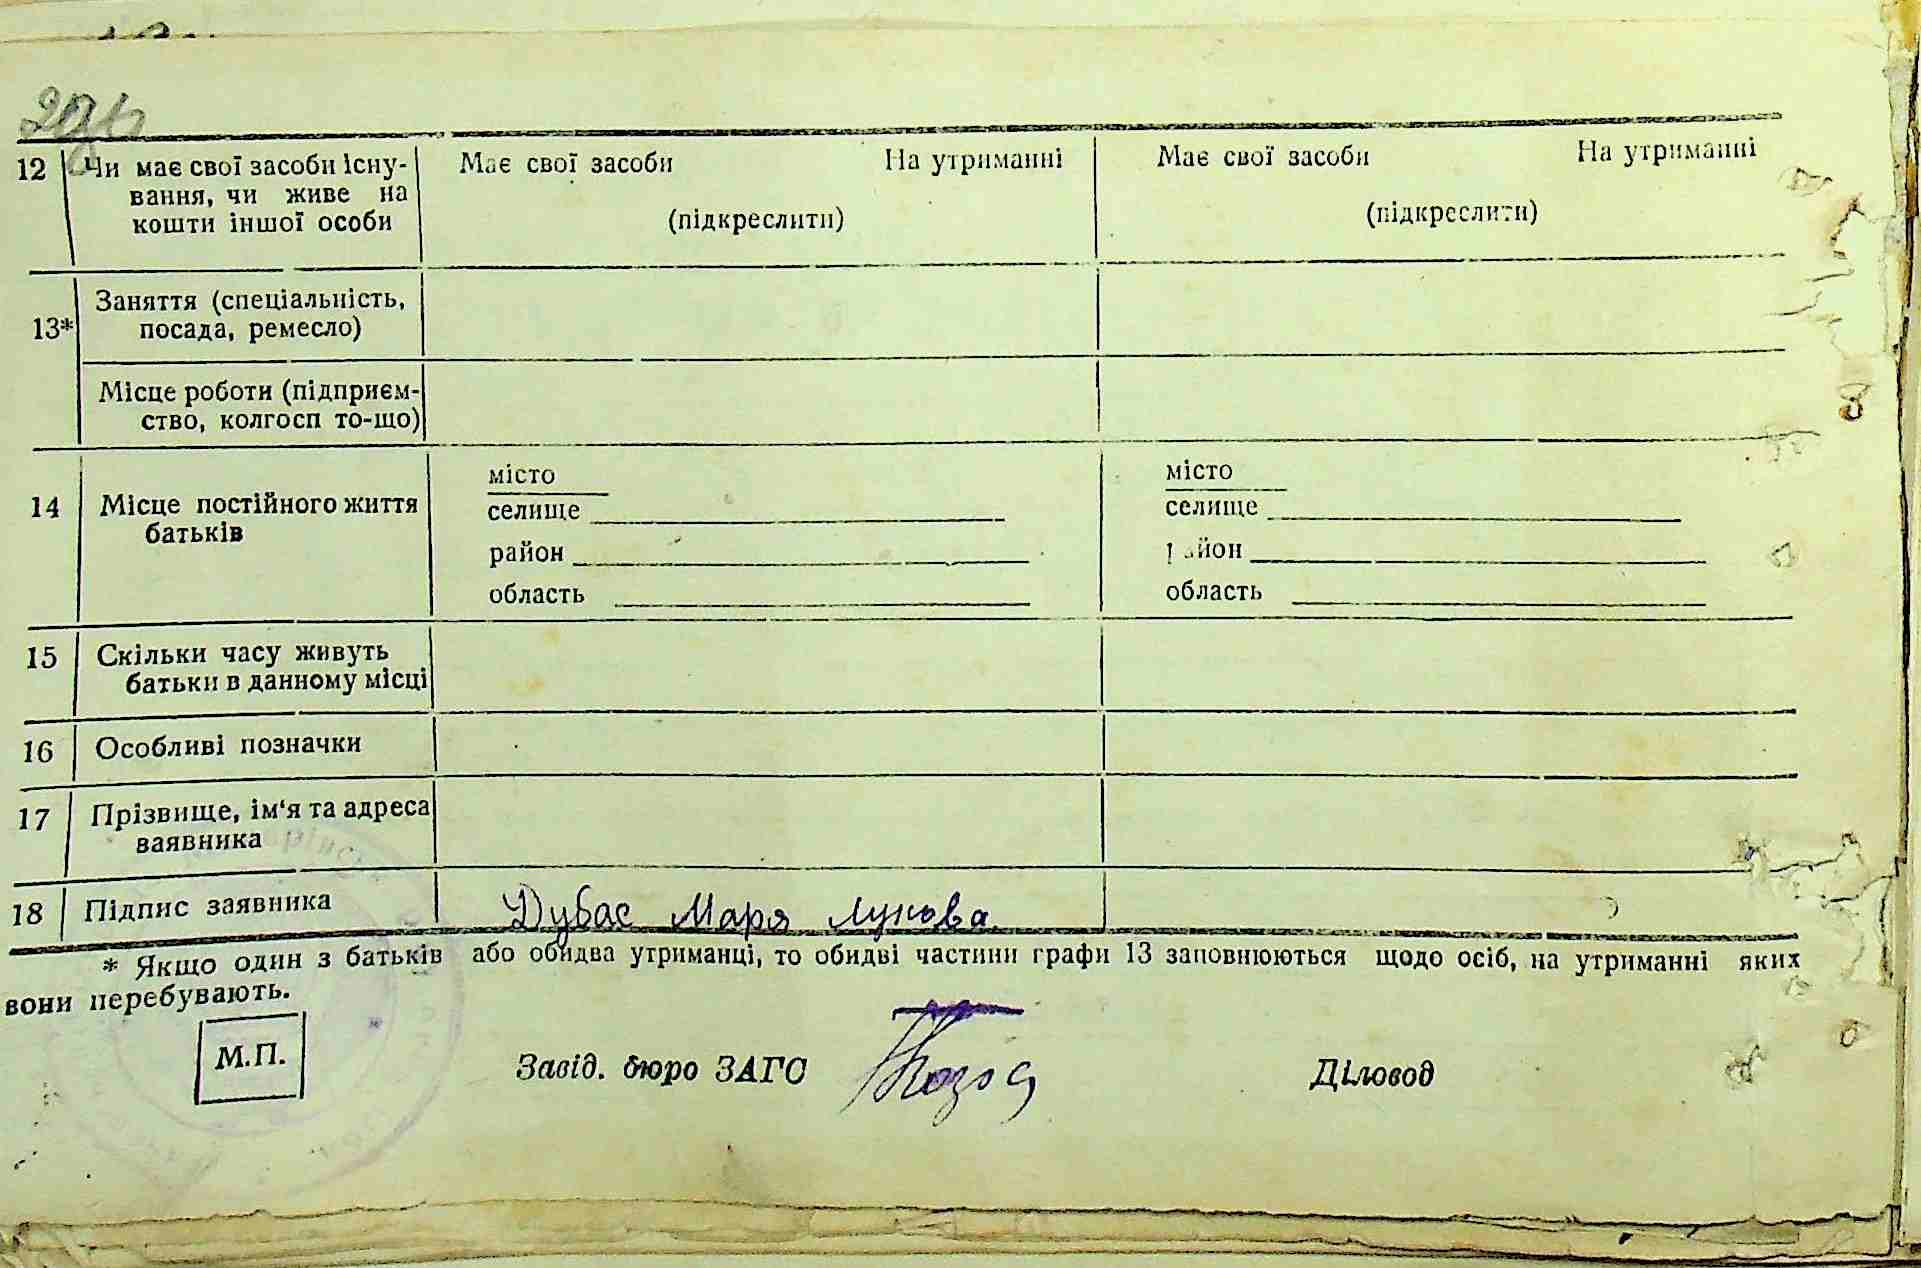 12 Чи має свої засоби існу- Має свої засоби На утриманні Має свої засоби На утриманні
вання, чи живе на
кошти іншої особи (підкреслити) (підкреслити)
Заняття (спеціальність,
13* посада, ремесло)
Місце роботи (підприєм-
ство, колгосп то-що)
місто місто
14 Місце постійного життя селище селище
батьків
район район
область область
15 Скільки часу живуть
батьки в данному місці
16 Особливі позначки
17 Прізвище, ім'я та адреса
заявника
18 Підпис заявника Дубас Маря Лукова
* Якщо один з батьків або обидва утриманці, то обидві частини графи 13 заповнюються щодо осіб, на утриманні яких
вони перебувають.
М.П. Завід. бюро ЗАГС Діловод